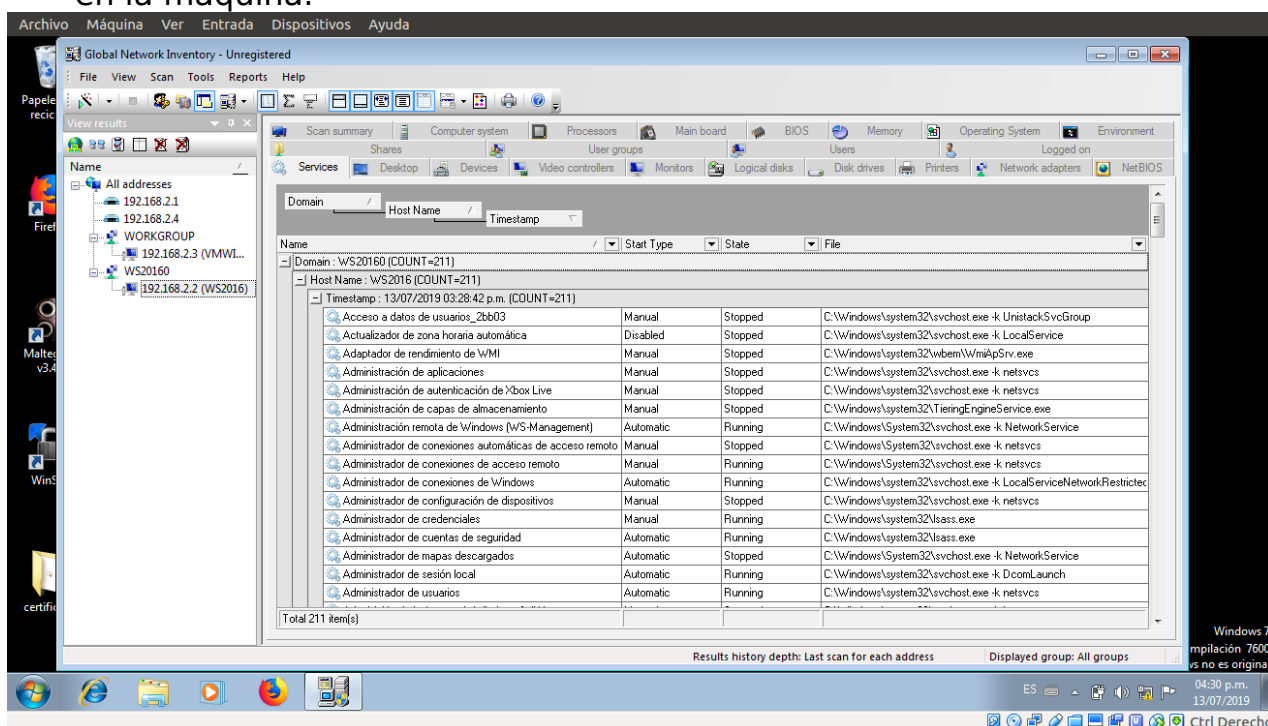 en la máquina.
Archivo Máquina Ver Entrada Dispositivos Ayuda
Global Network Inventory - Unregistered
File View Scan Tools Reports Help
Papele
recic
View results
Name
All addresses
192.168.2.1
192.168.2.4
WORKGROUP
192.168.2.3 (VMWI...
WS20160
192.168.2.2 (WS2016)
Firef
Malteg
v3.4
WinS
certific
Scan summary Computer system Processors Main board BIOS Memory Operating System Environment
Shares User groups Users Logged on
Services Desktop Devices Video controllers Monitors Logical disks Disk drives Printers Network adapters NetBIOS
Domain Host Name Timestamp
Name Start Type State File
Domain : WS20160 (COUNT=211)
Host Name : WS2016 (COUNT=211)
Timestamp : 13/07/2019 03:28:42 p.m. (COUNT=211)
Acceso a datos de usuarios_2bb03 Manual Stopped C:\Windows\system32\svchost.exe -k UnistackSvcGroup
Actualizador de zona horaria automática Disabled Stopped C:\Windows\system32\svchost.exe -k LocalService
Adaptador de rendimiento de WMI Manual Stopped C:\Windows\system32\wbem\WmiApSrv.exe
Administración de aplicaciones Manual Stopped C:\Windows\system32\svchost.exe -k netsvcs
Administración de autenticación de Xbox Live Manual Stopped C:\Windows\system32\svchost.exe -k netsvcs
Administración de capas de almacenamiento Manual Stopped C:\Windows\system32\TieringEngineService.exe
Administración remota de Windows (WS-Management) Automatic Running C:\Windows\System32\svchost.exe -k NetworkService
Administrador de conexiones automáticas de acceso remoto Manual Stopped C:\Windows\System32\svchost.exe -k netsvcs
Administrador de conexiones de acceso remoto Manual Running C:\Windows\System32\svchost.exe -k netsvcs
Administrador de conexiones de Windows Automatic Running C:\Windows\system32\svchost.exe -k LocalServiceNetworkRestricted
Administrador de configuración de dispositivos Manual Stopped C:\Windows\system32\svchost.exe -k netsvcs
Administrador de credenciales Manual Running C:\Windows\system32\lsass.exe
Administrador de cuentas de seguridad Automatic Running C:\Windows\system32\lsass.exe
Administrador de mapas descargados Automatic Stopped C:\Windows\System32\svchost.exe -k NetworkService
Administrador de sesión local Automatic Running C:\Windows\system32\svchost.exe -k DcomLaunch
Administrador de usuarios Automatic Running C:\Windows\system32\svchost.exe -k netsvcs
Total 211 item(s)
Results history depth: Last scan for each address Displayed group: All groups
Windows 7
mpilación 7600
vs no es origina
ES 04:30 p.m.
13/07/2019
Ctrl Derecho